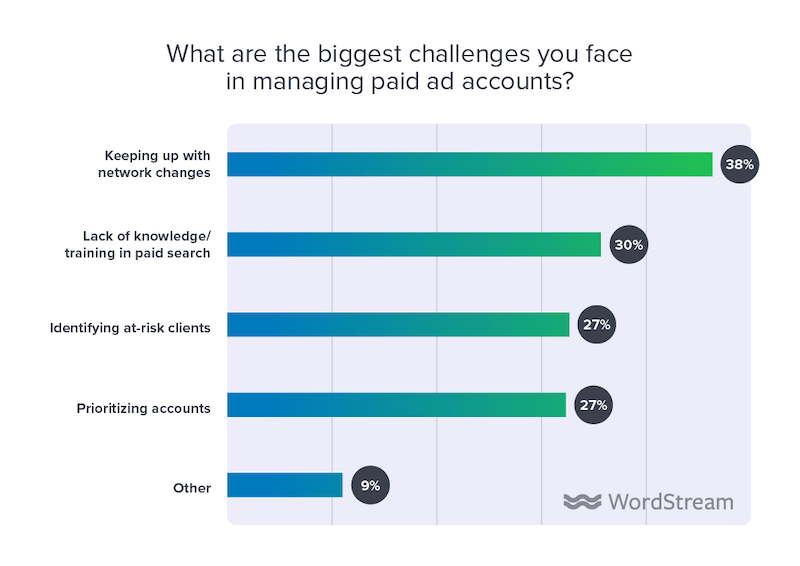 What are the biggest challenges you face
in managing paid ad accounts?
Keeping up with
network changes
38%
Lack of knowledge/
training in paid search
30%
Identifying at-risk clients
27%
Prioritizing accounts
27%
Other
9%
WordStream